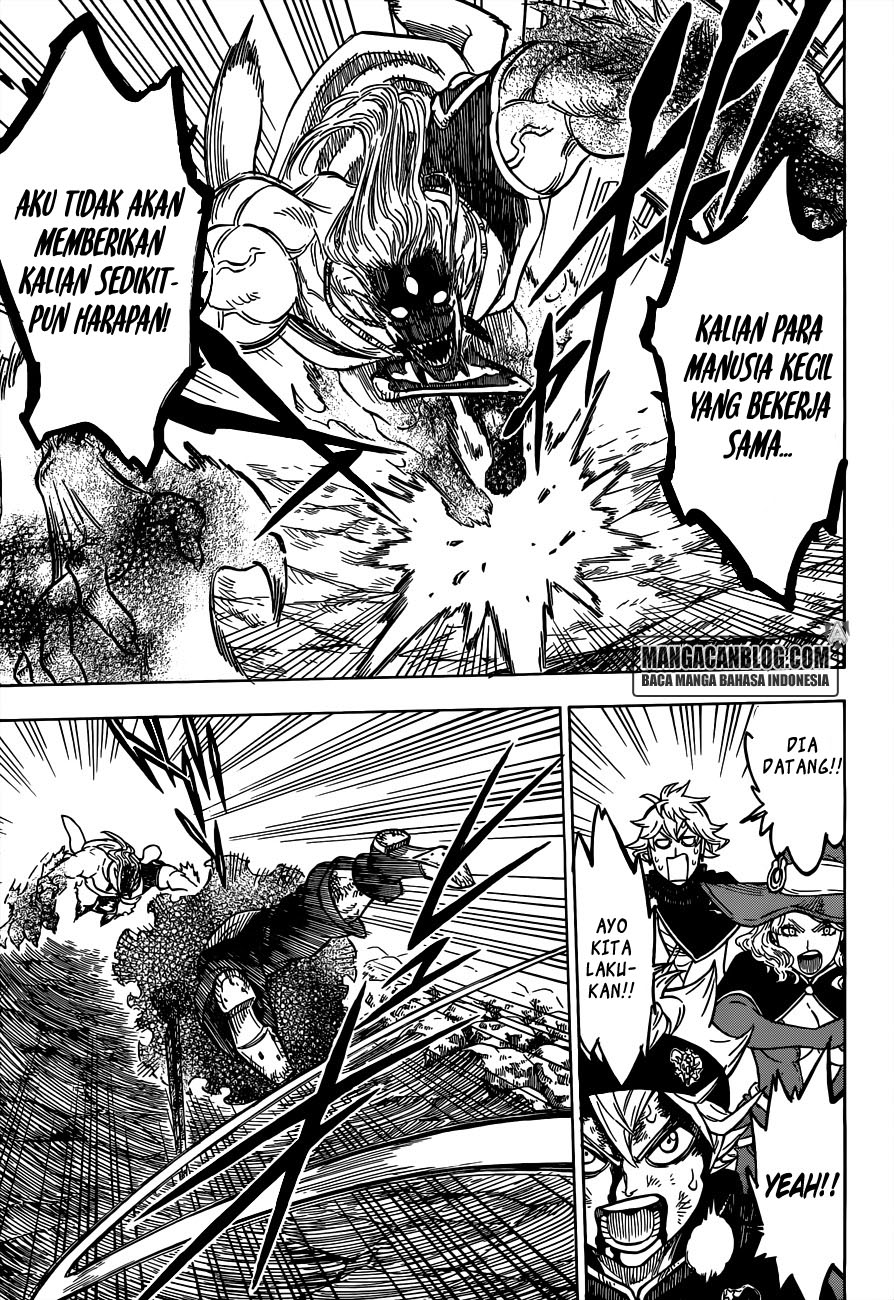 KALIAN PARA
MANUSIA KECIL
YANG BEKERJA
SAMA...
AKU TIDAK AKAN
MEMBERIKAN
KALIAN SEDIKIT-
PUN HARAPAN!
MANGACANBLOG.COM
BACA MANGA BAHASA INDONESIA
DIA
DATANG!!
AYO
KITA
LAKU-
KAN!!
YEAH!!